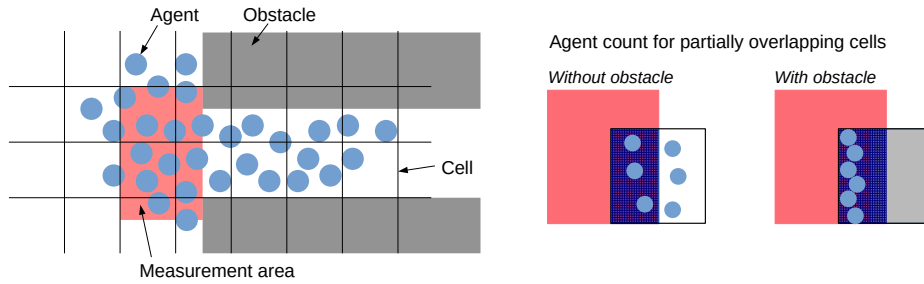 Agent
Obstacle
Cell
Measurement area
Agent count for partially overlapping cells
Without obstacle
With obstacle